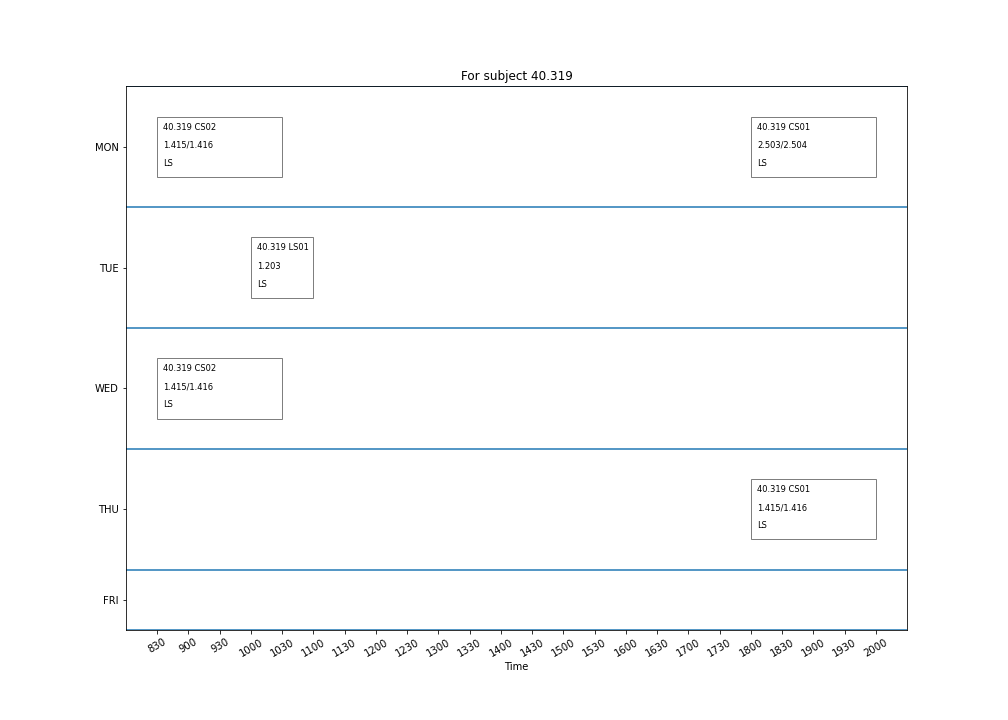 For subject 40.319
MON
40.319 CS02
1.415/1.416
LS
40.319 CS01
2.503/2.504
LS
TUE
40.319 LS01
1.203
LS
WED
40.319 CS02
1.415/1.416
LS
THU
40.319 CS01
1.415/1.416
LS
FRI
830 900 930 1000 1030 1100 1130 1200 1230 1300 1330 1400 1430 1500 1530 1600 1630 1700 1730 1800 1830 1900 1930 2000
Time